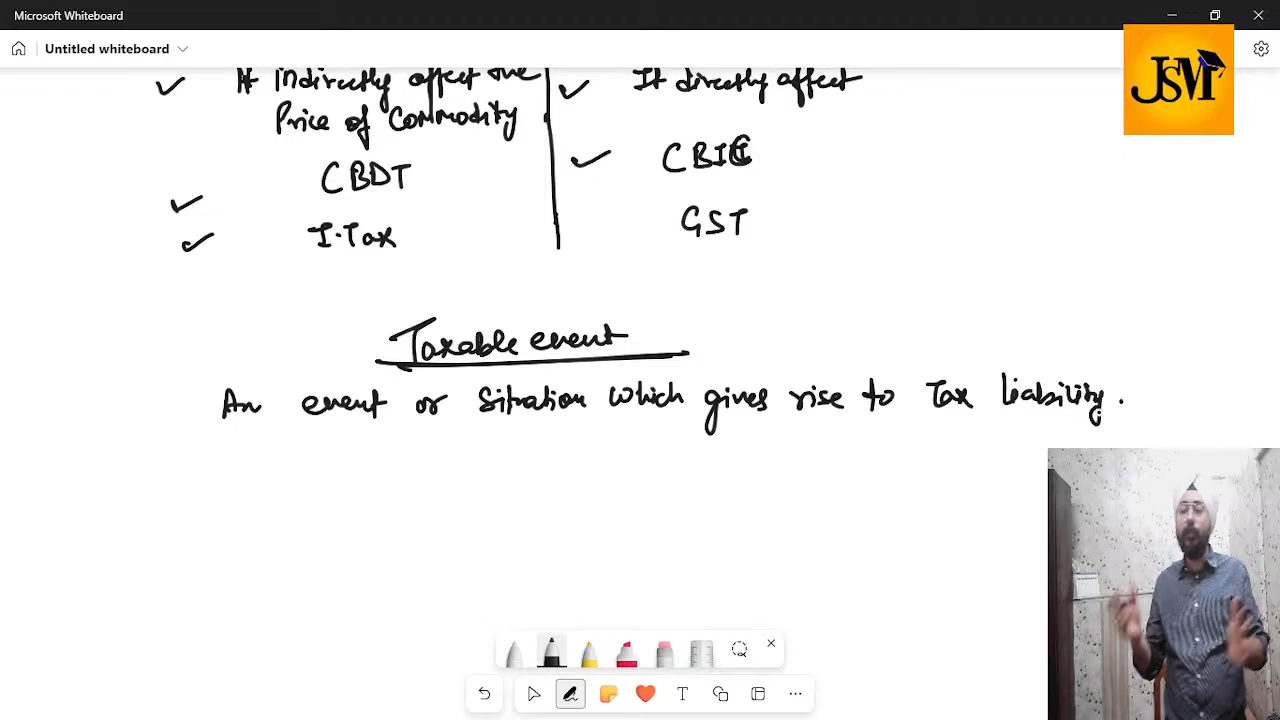 Microsoft Whiteboard
Untitled whiteboard
JSM
It indirectly affect the
Price of Commodity
It directly affect
CBDT
CBIC
I.Tax
GST
Taxable event
An event or Sitration which gives rise to Tax liability.